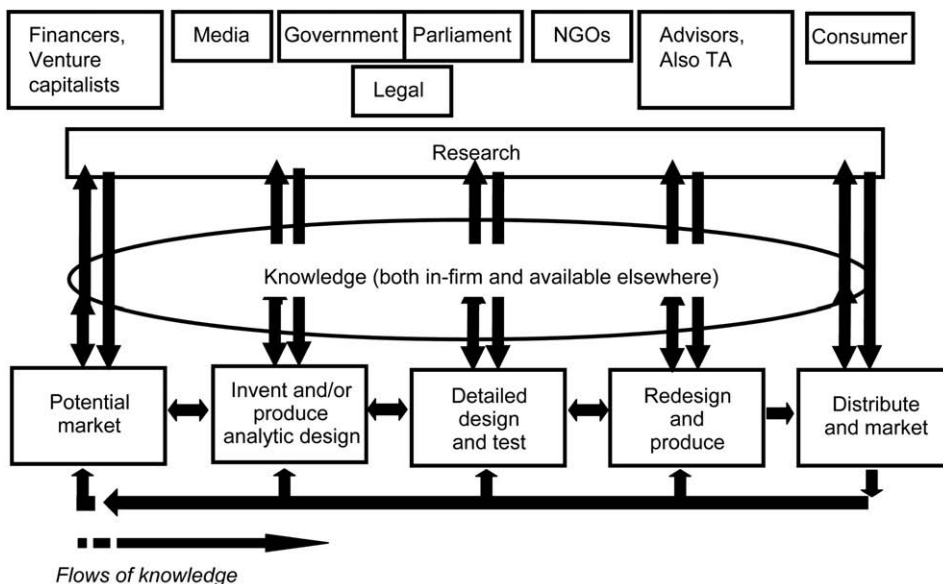 Financers,
Venture
capitalists
Media
Government
Parliament
NGOs
Advisors,
Also TA
Consumer
Legal
Research
Knowledge (both in-firm and available elsewhere)
Potential
market
Invent and/or
produce
analytic design
Detailed
design
and test
Redesign
and
produce
Distribute
and market
Flows of knowledge